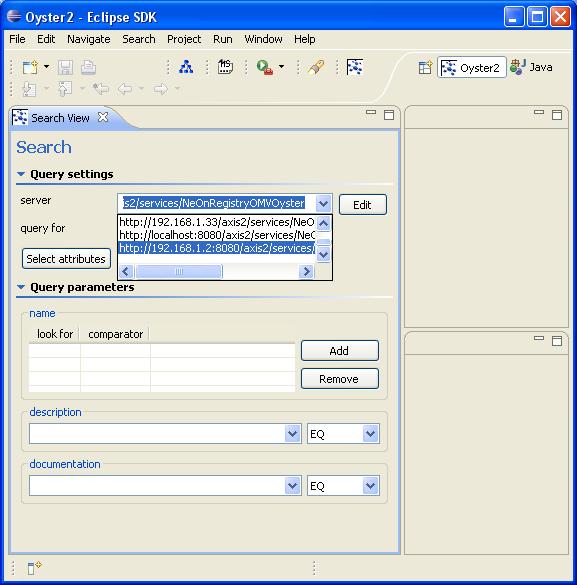 Oyster2 - Eclipse SDK
File Edit Navigate Search Project Run Window Help
Oyster2 Java
Search View
Search
Query settings
server is2/services/NeOnRegistryOMVOyster Edit
query for http://192.168.1.33/axis2/services/NeO
http://localhost:8080/axis2/services/NeO
http://192.168.1.2:8080/axis2/services/
Select attributes
Query parameters
name
look for comparator
Add
Remove
description
EQ
documentation
EQ